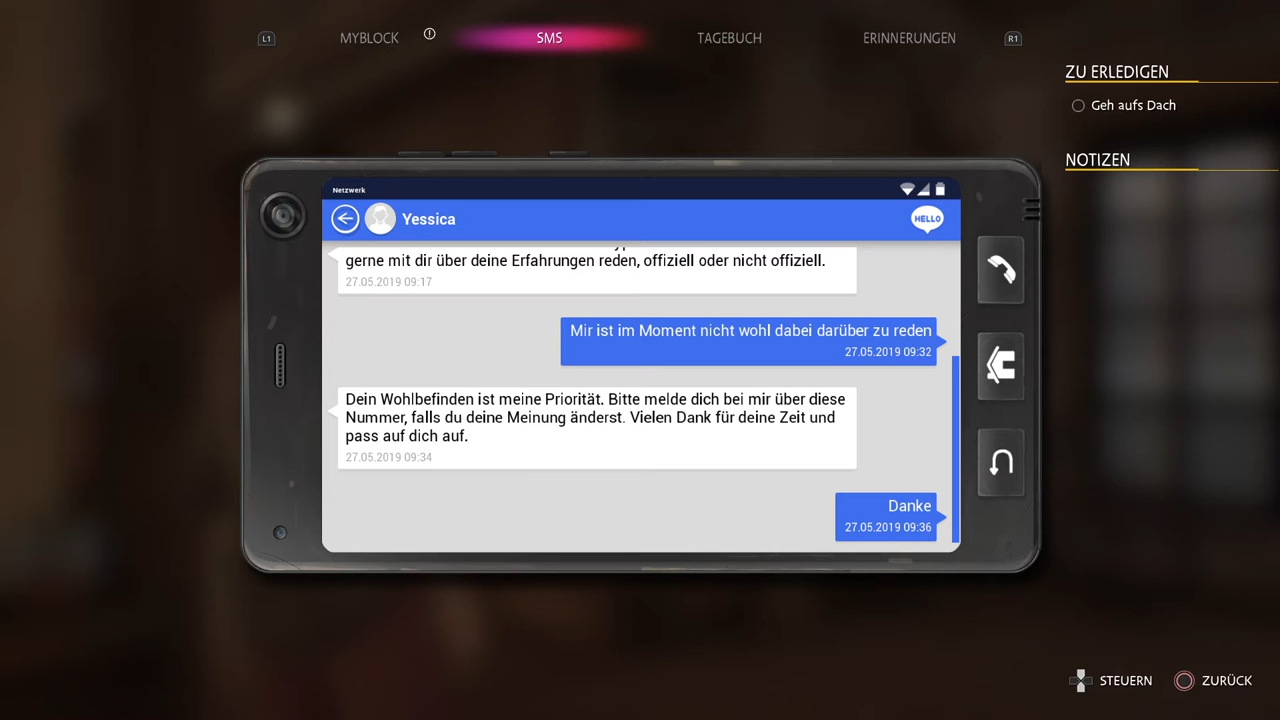 L1
MYBLOCK
SMS
TAGEBUCH
ERINNERUNGEN
R1
ZU ERLEDIGEN
Geh aufs Dach
NOTIZEN
Netzwerk
Yessica
HELLO
gerne mit dir über deine Erfahrungen reden, offiziell oder nicht offiziell.
27.05.2019 09:17
Mir ist im Moment nicht wohl dabei darüber zu reden
27.05.2019 09:32
Dein Wohlbefinden ist meine Priorität. Bitte melde dich bei mir über diese
Nummer, falls du deine Meinung änderst. Vielen Dank für deine Zeit und
pass auf dich auf.
27.05.2019 09:34
Danke
27.05.2019 09:36
STEUERN
ZURÜCK